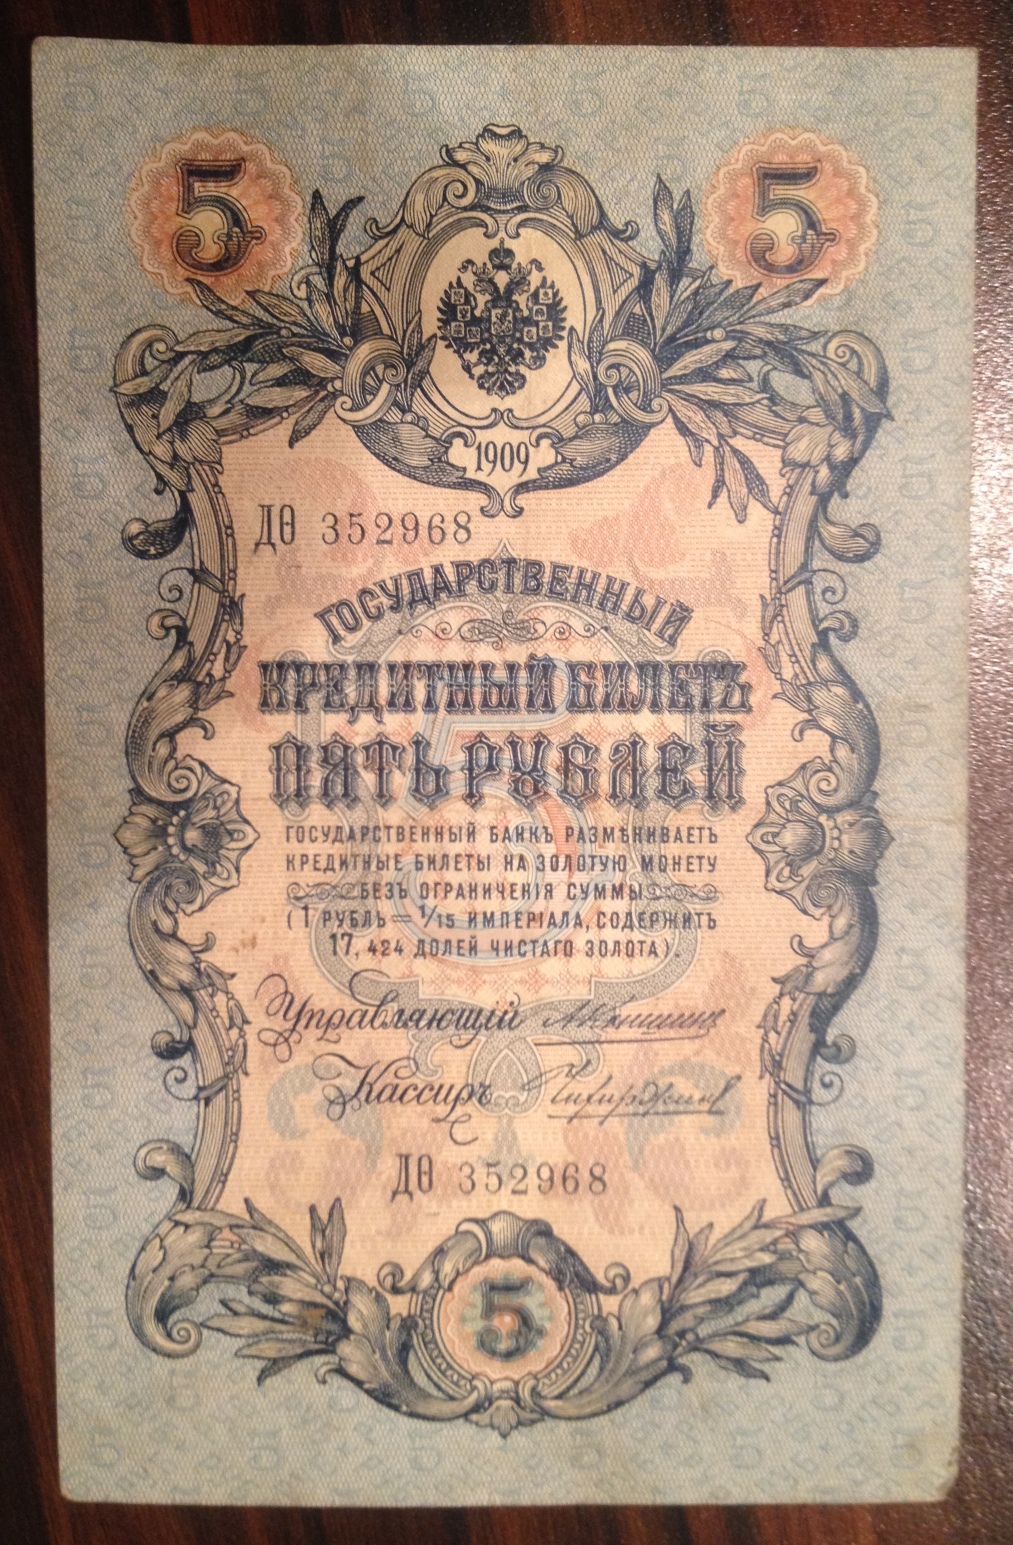 5 5
1909
ДѲ 352968
ГОСУДАРСТВЕННЫЙ
КРЕДИТНЫЙ БИЛЕТЪ
ПЯТЬ РУБЛЕЙ
ГОСУДАРСТВЕННЫЙ БАНКЪ РАЗМѢНИВАЕТЪ
КРЕДИТНЫЕ БИЛЕТЫ НА ЗОЛОТУЮ МОНЕТУ
БЕЗЪ ОГРАНИЧЕНІЯ СУММЫ
(1 РУБЛЬ = 1/15 ИМПЕРІАЛА, СОДЕРЖИТЪ
17, 424 ДОЛЕЙ ЧИСТАГО ЗОЛОТА).
Управляющій
Кассиръ
ДѲ 352968
5